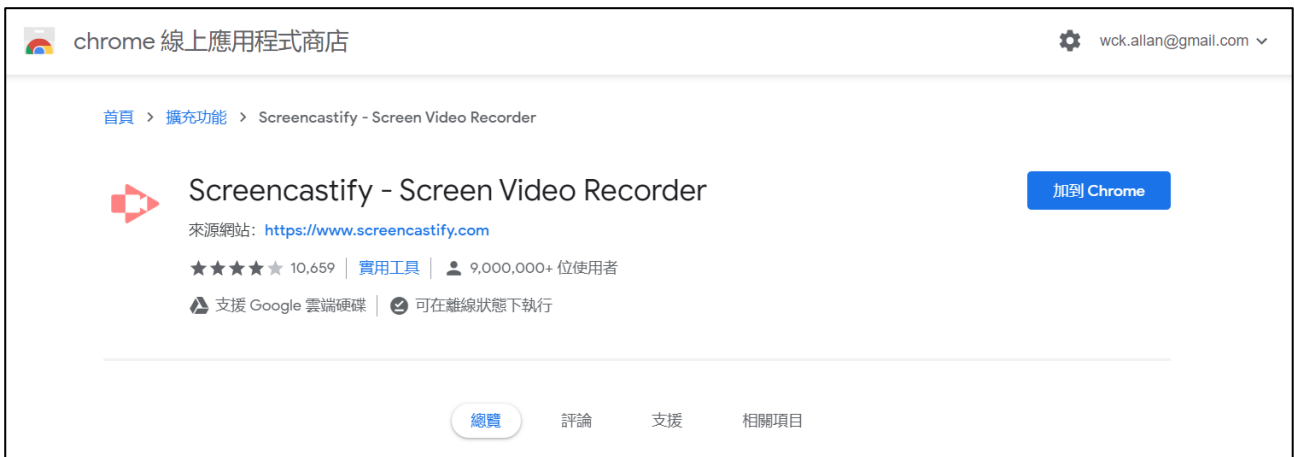 chrome 線上應用程式商店 wck.allan@gmail.com
首頁 > 擴充功能 > Screencastify - Screen Video Recorder
Screencastify - Screen Video Recorder 加到 Chrome
來源網站: https://www.screencastify.com
10,659 實用工具 9,000,000+ 位使用者
支援 Google 雲端硬碟 可在離線狀態下執行
總覽 評論 支援 相關項目